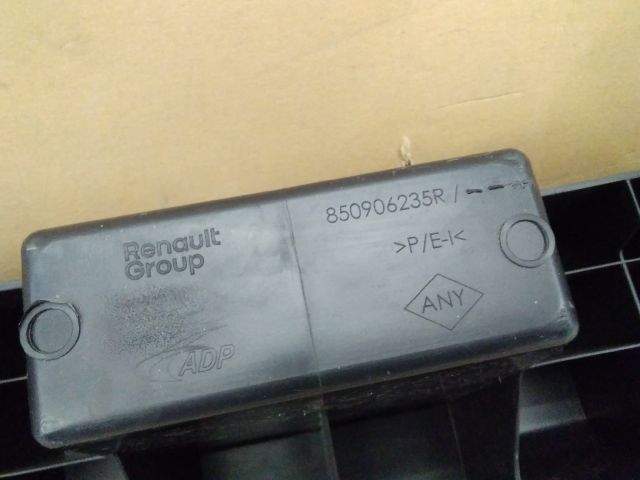 Renault
Group
ADP
850906235R / ---
>P/E-I<
ANY